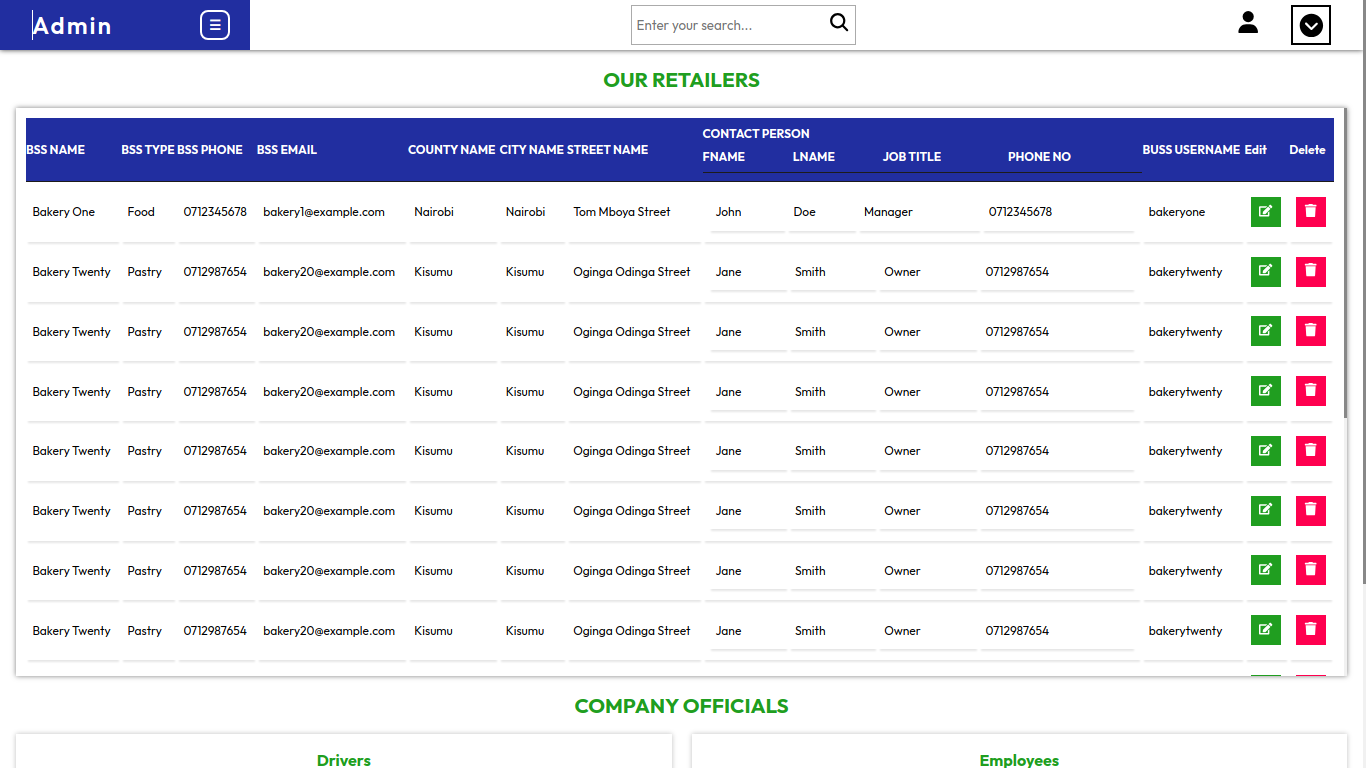 Admin
Enter your search...
OUR RETAILERS
CONTACT PERSON
BSS NAME BSS TYPE BSS PHONE BSS EMAIL COUNTY NAME CITY NAME STREET NAME FNAME LNAME JOB TITLE PHONE NO BUSS USERNAME Edit Delete
Bakery One Food 0712345678 bakery1@example.com Nairobi Nairobi Tom Mboya Street John Doe Manager 0712345678 bakeryone
Bakery Twenty Pastry 0712987654 bakery20@example.com Kisumu Kisumu Oginga Odinga Street Jane Smith Owner 0712987654 bakerytwenty
Bakery Twenty Pastry 0712987654 bakery20@example.com Kisumu Kisumu Oginga Odinga Street Jane Smith Owner 0712987654 bakerytwenty
Bakery Twenty Pastry 0712987654 bakery20@example.com Kisumu Kisumu Oginga Odinga Street Jane Smith Owner 0712987654 bakerytwenty
Bakery Twenty Pastry 0712987654 bakery20@example.com Kisumu Kisumu Oginga Odinga Street Jane Smith Owner 0712987654 bakerytwenty
Bakery Twenty Pastry 0712987654 bakery20@example.com Kisumu Kisumu Oginga Odinga Street Jane Smith Owner 0712987654 bakerytwenty
Bakery Twenty Pastry 0712987654 bakery20@example.com Kisumu Kisumu Oginga Odinga Street Jane Smith Owner 0712987654 bakerytwenty
Bakery Twenty Pastry 0712987654 bakery20@example.com Kisumu Kisumu Oginga Odinga Street Jane Smith Owner 0712987654 bakerytwenty
COMPANY OFFICIALS
Drivers Employees